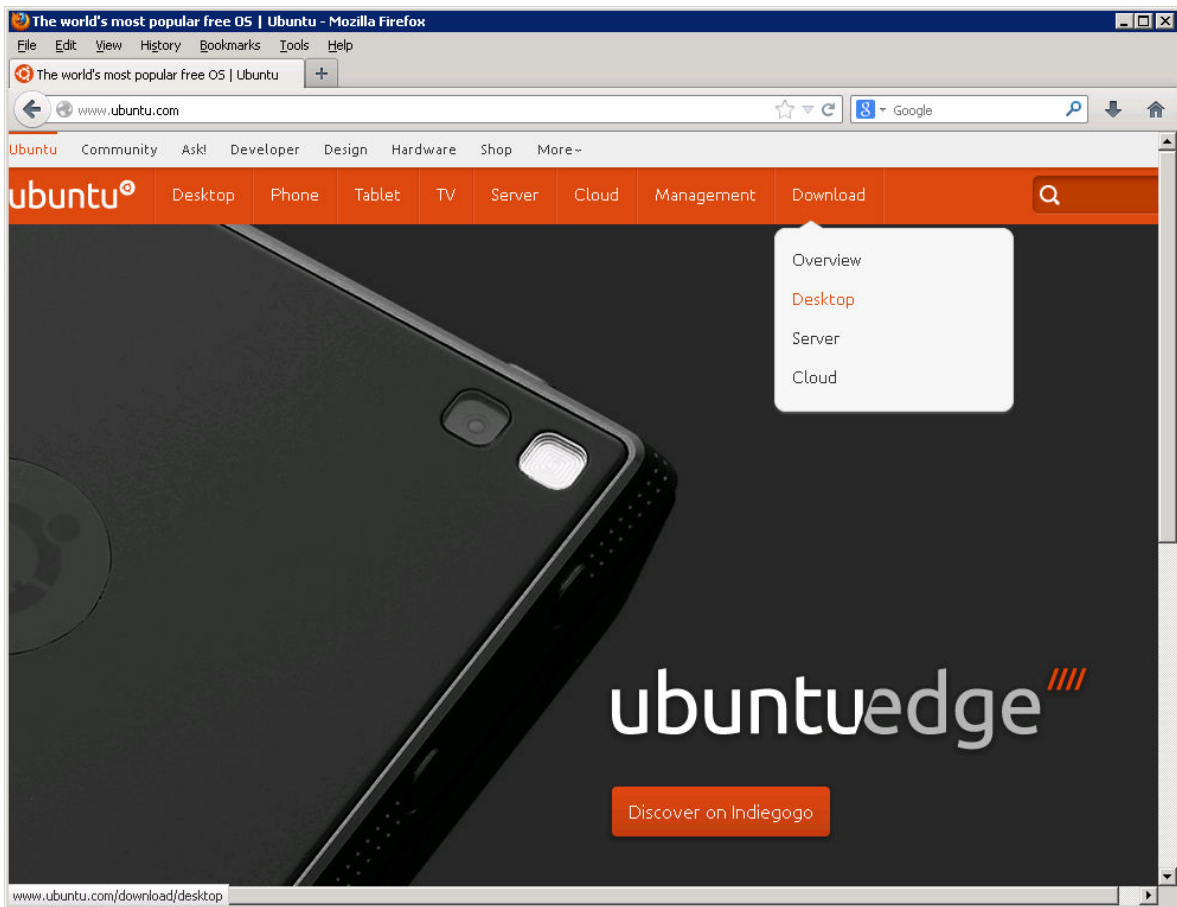 The world's most popular free OS | Ubuntu - Mozilla Firefox
File Edit View History Bookmarks Tools Help
The world's most popular free OS | Ubuntu +
www.ubuntu.com Google
Ubuntu Community Ask! Developer Design Hardware Shop More
ubuntu Desktop Phone Tablet TV Server Cloud Management Download
Overview
Desktop
Server
Cloud
ubuntuedge
Discover on Indiegogo
www.ubuntu.com/download/desktop